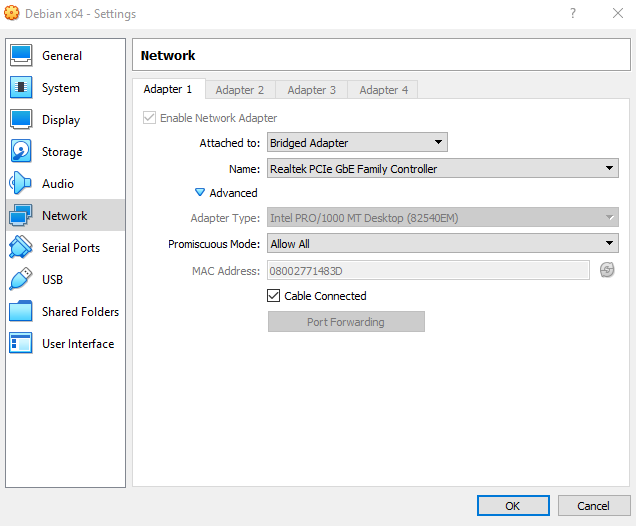 Debian x64 - Settings
?
General
System
Display
Storage
Audio
Network
Serial Ports
USB
Shared Folders
User Interface
Network
Adapter 1 Adapter 2 Adapter 3 Adapter 4
Enable Network Adapter
Attached to: Bridged Adapter
Name: Realtek PCIe GbE Family Controller
Advanced
Adapter Type: Intel PRO/1000 MT Desktop (82540EM)
Promiscuous Mode: Allow All
MAC Address: 08002771483D
Cable Connected
Port Forwarding
OK Cancel